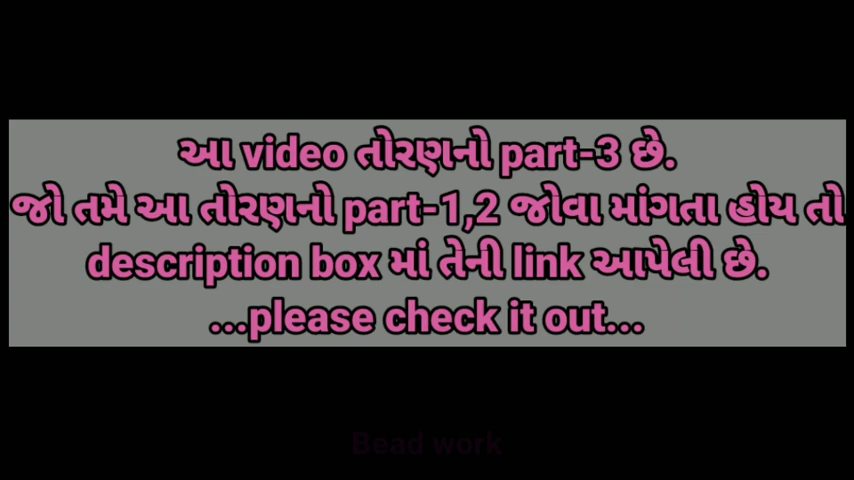 આ video તોરણનો part-3 છે.
જો તમે આ તોરણનો part-1,2 જોવા માંગતા હોય તો
description box માં તેની link આપેલી છે.
...please check it out...
Bead work